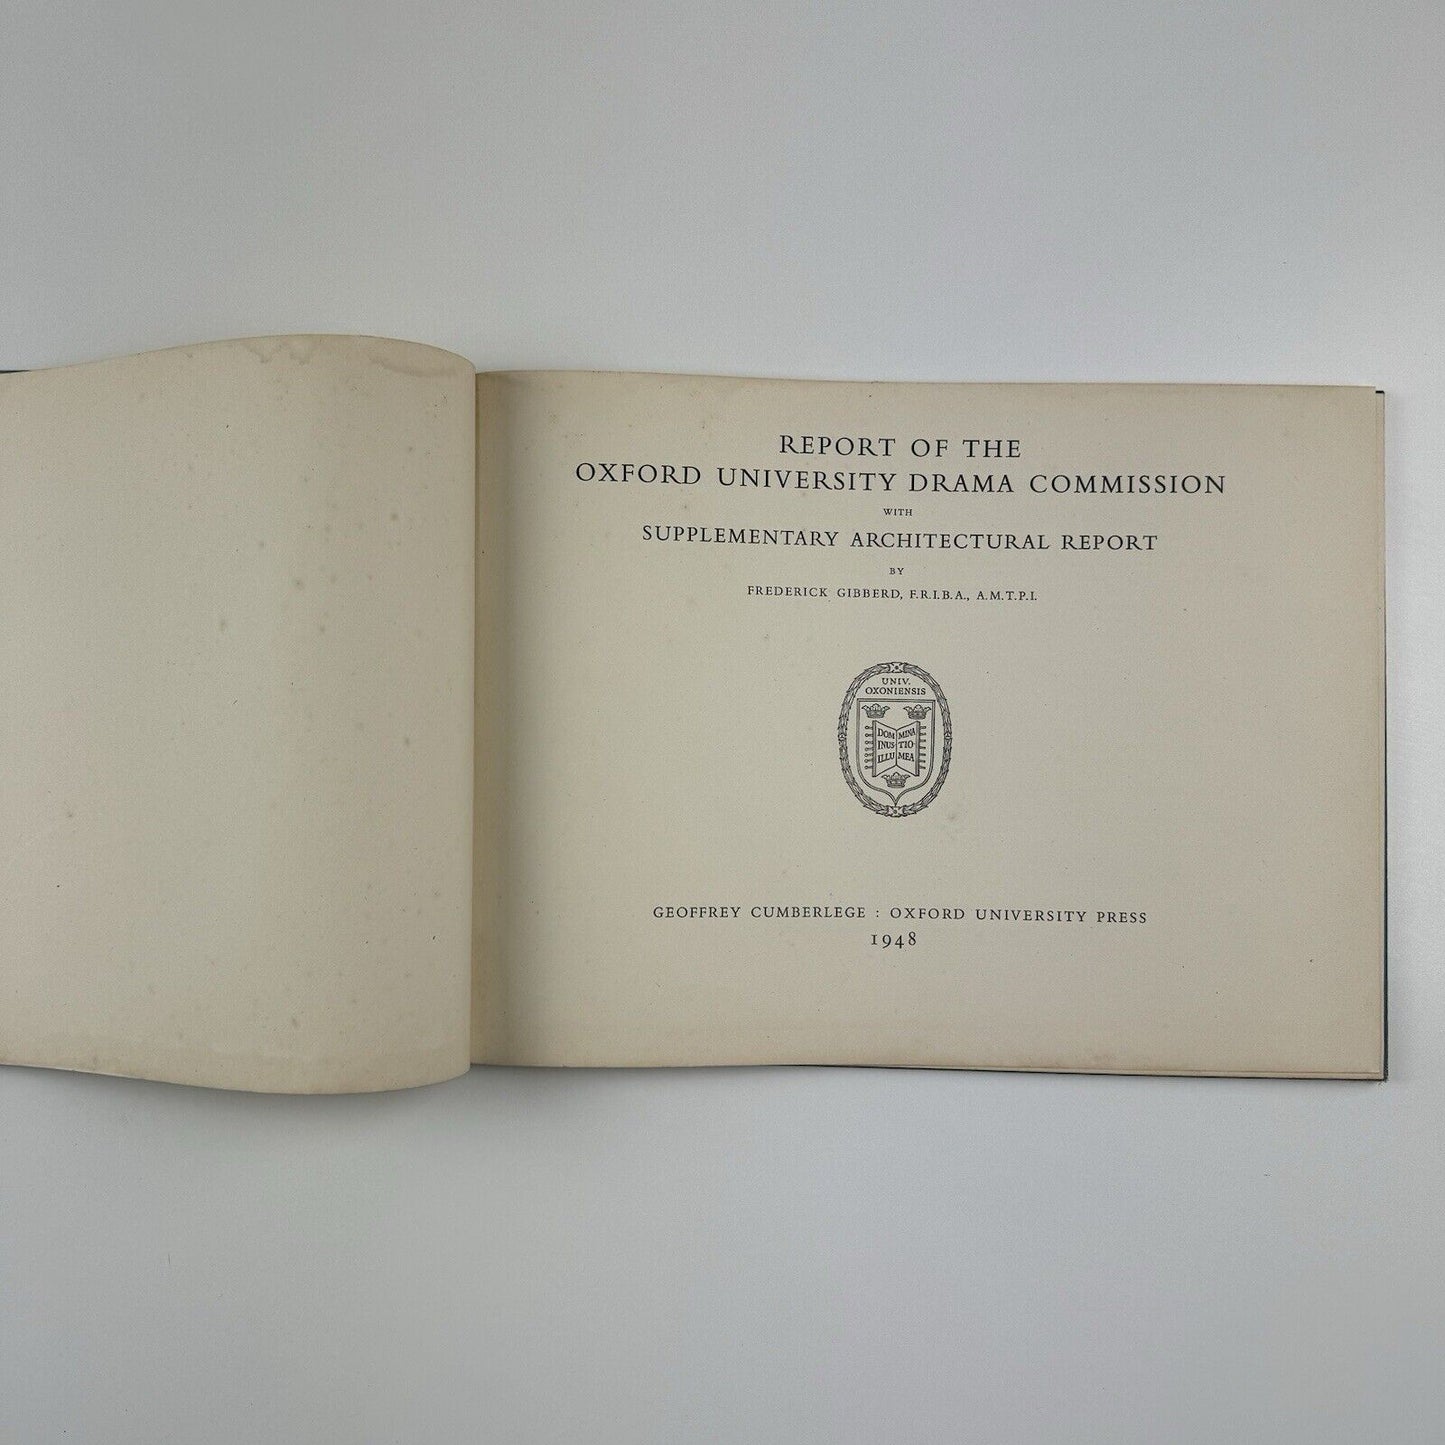 REPORT OF THE
OXFORD UNIVERSITY DRAMA COMMISSION
WITH
SUPPLEMENTARY ARCHITECTURAL REPORT
BY
FREDERICK GIBBERD, F.R.I.B.A., A.M.T.P.I.
UNIV.
OXONIENSIS
DOM MINA
INUS TIO
ILLU MEA
GEOFFREY CUMBERLEGE : OXFORD UNIVERSITY PRESS
1948